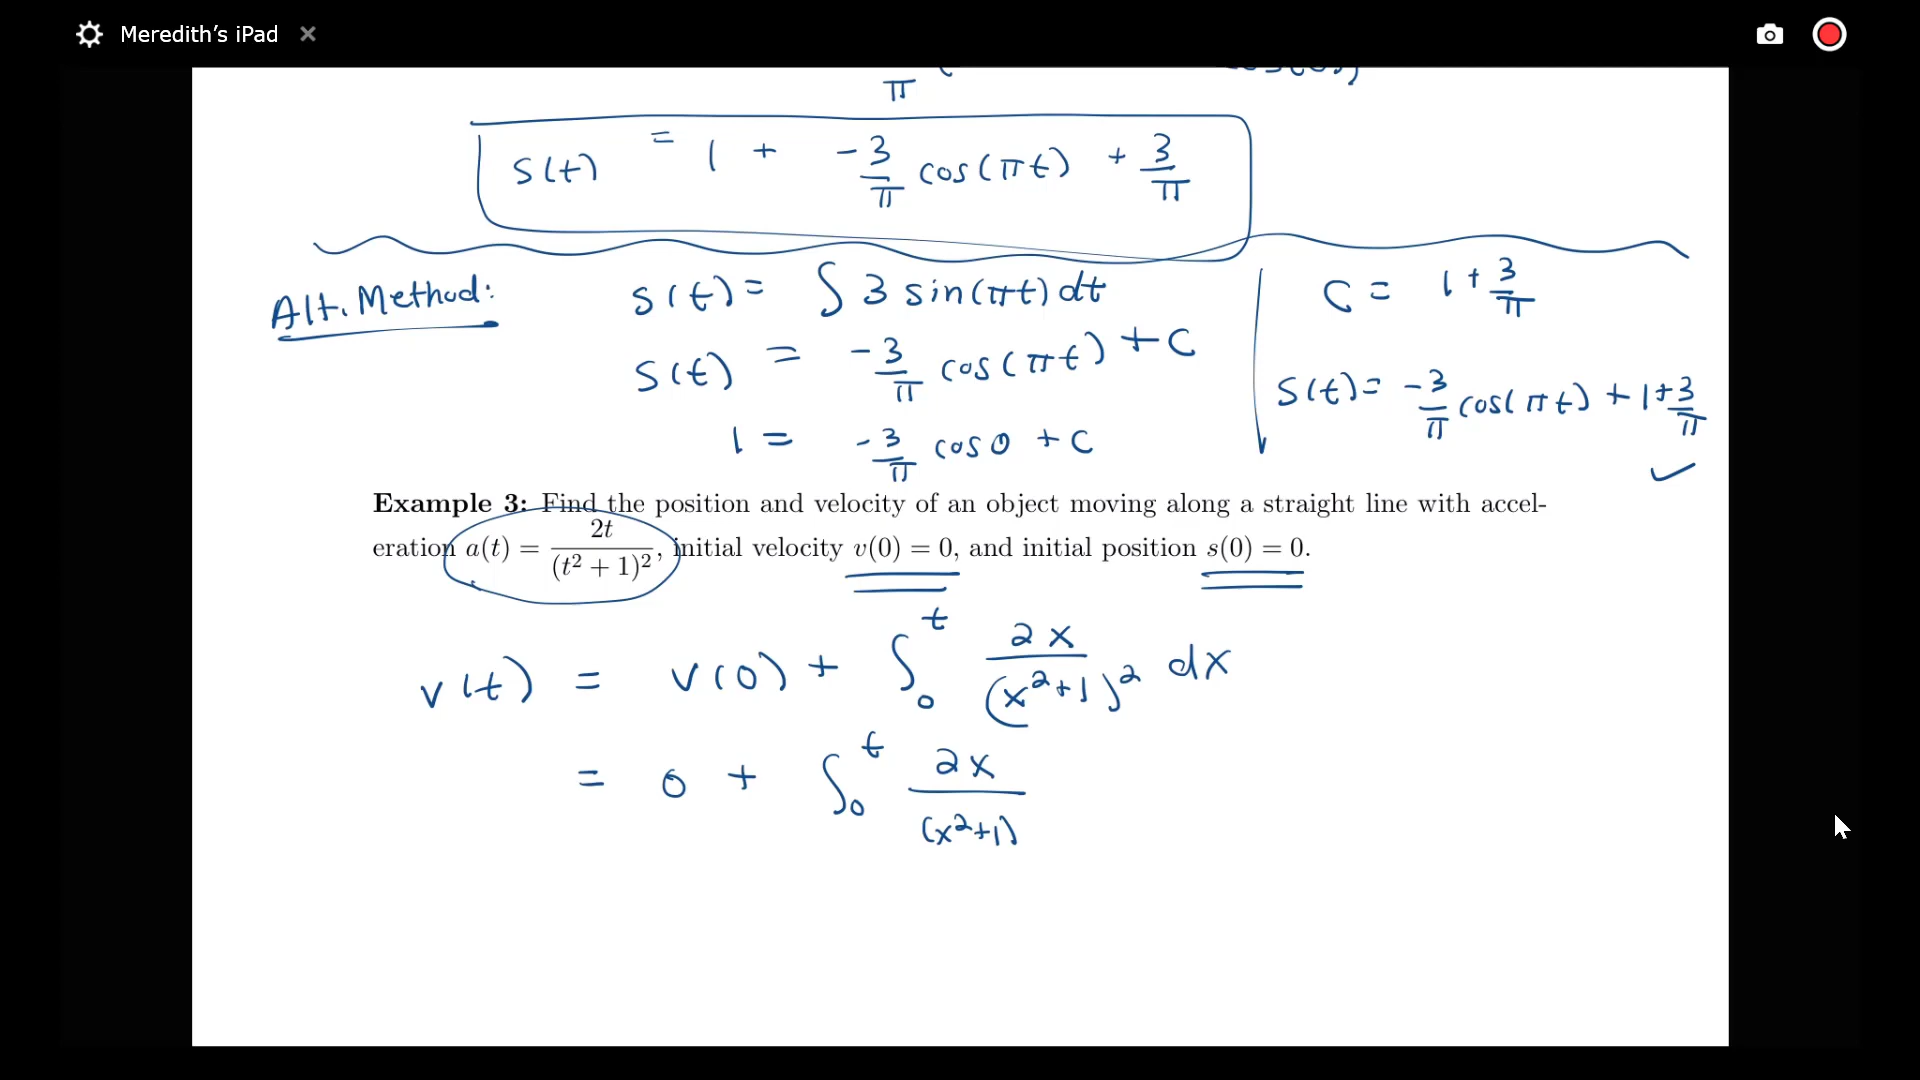 Meredith's iPad
π
s(t) = 1 + -3/π cos(πt) + 3/π
Alt. Method:
s(t) = ∫ 3 sin(πt) dt
s(t) = -3/π cos(πt) + C
1 = -3/π cos 0 + C
C = 1 + 3/π
s(t) = -3/π cos(πt) + 1 + 3/π
Example 3: Find the position and velocity of an object moving along a straight line with accel-
eration a(t) = 2t/(t² + 1)², initial velocity v(0) = 0, and initial position s(0) = 0.
v(t) = v(0) + ∫₀ᵗ 2x/(x²+1)² dx
= 0 + ∫₀ᵗ 2x/(x²+1)